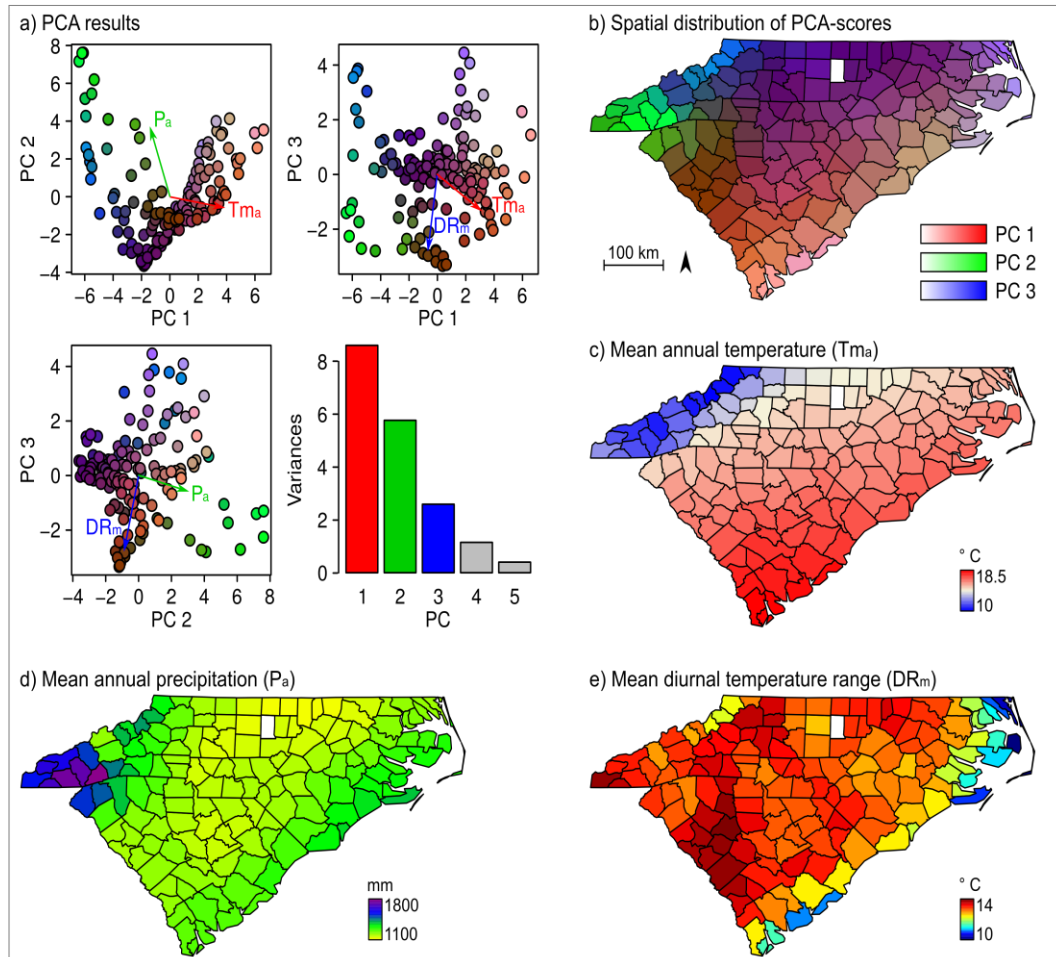 a) PCA results
8
6
4
2
0
−2
−4
PC 2
Pa
Tma
−6 −4 −2 0 2 4 6
PC 1
4
2
0
−2
PC 3
Tma
DRm
−6 −4 −2 0 2 4 6
PC 1
b) Spatial distribution of PCA-scores
100 km
PC 1
PC 2
PC 3
4
2
0
−2
PC 3
Pa
DRm
−4 −2 0 2 4 6 8
PC 2
8
6
4
2
0
Variances
1 2 3 4 5
PC
c) Mean annual temperature (Tma)
° C
18.5
10
d) Mean annual precipitation (Pa)
mm
1800
1100
e) Mean diurnal temperature range (DRm)
° C
14
10